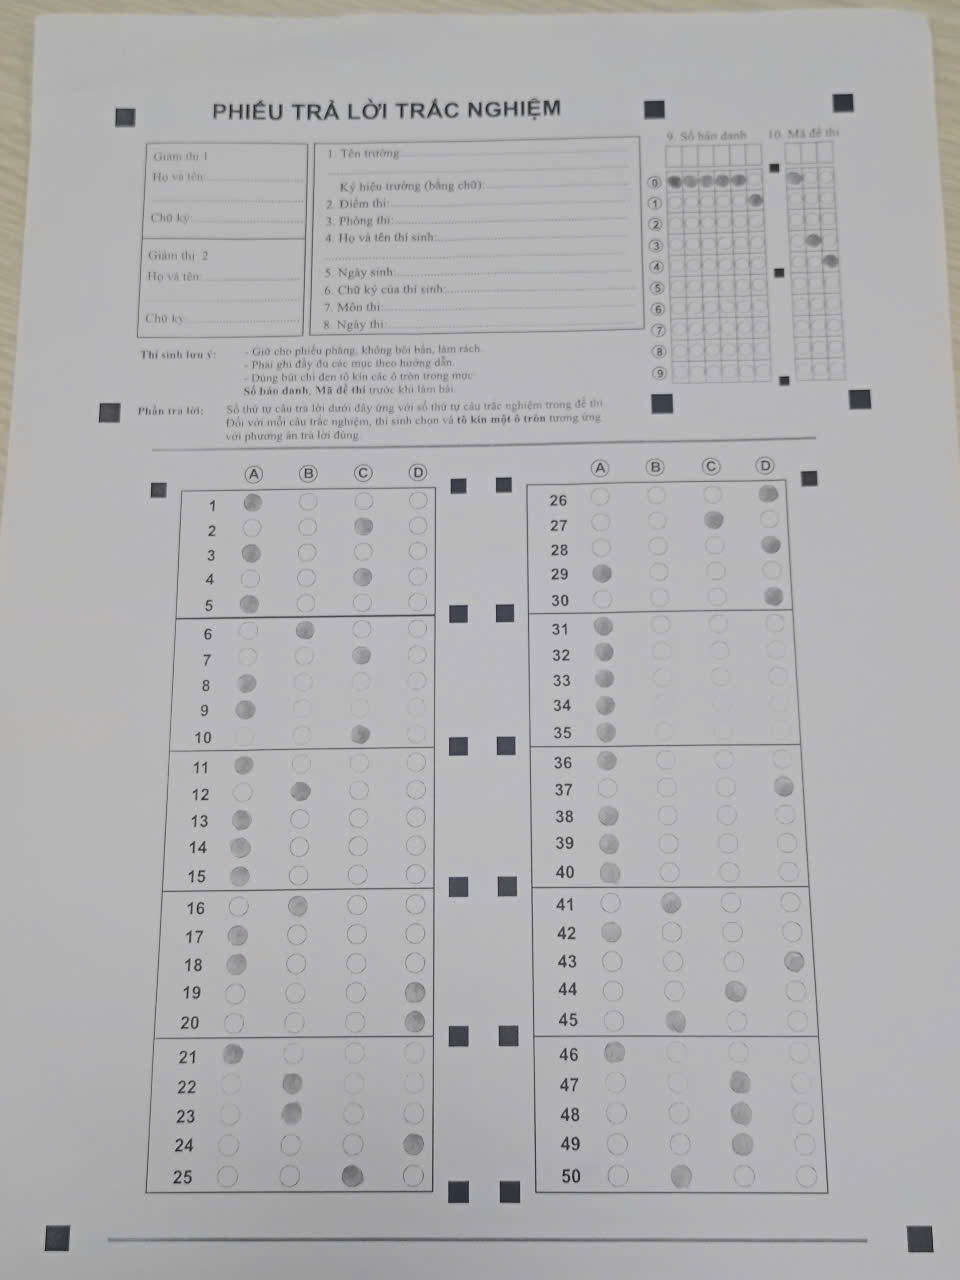 PHIẾU TRẢ LỜI TRẮC NGHIỆM
9. Số báo danh
10. Mã đề thi
Giám thị 1
Họ và tên:
Chữ ký:
Giám thị 2
Họ và tên:
Chữ ký:
1. Tên trường
Ký hiệu trường (bằng chữ):
2. Điểm thi:
3. Phòng thi:
4. Họ và tên thí sinh:
5. Ngày sinh:
6. Chữ ký của thí sinh:
7. Môn thi:
8. Ngày thi:
0
1
2
3
4
5
6
7
8
9
Thí sinh lưu ý:
- Giữ cho phiếu phẳng, không bôi bẩn, làm rách.
- Phải ghi đầy đủ các mục theo hướng dẫn.
- Dùng bút chì đen tô kín các ô tròn trong mục
Số báo danh, Mã đề thi trước khi làm bài.
Phần trả lời:
Số thứ tự câu trả lời dưới đây ứng với số thứ tự câu trắc nghiệm trong đề thi.
Đối với mỗi câu trắc nghiệm, thí sinh chọn và tô kín một ô tròn tương ứng
với phương án trả lời đúng.
A B C D
1
2
3
4
5
6
7
8
9
10
11
12
13
14
15
16
17
18
19
20
21
22
23
24
25
A B C D
26
27
28
29
30
31
32
33
34
35
36
37
38
39
40
41
42
43
44
45
46
47
48
49
50